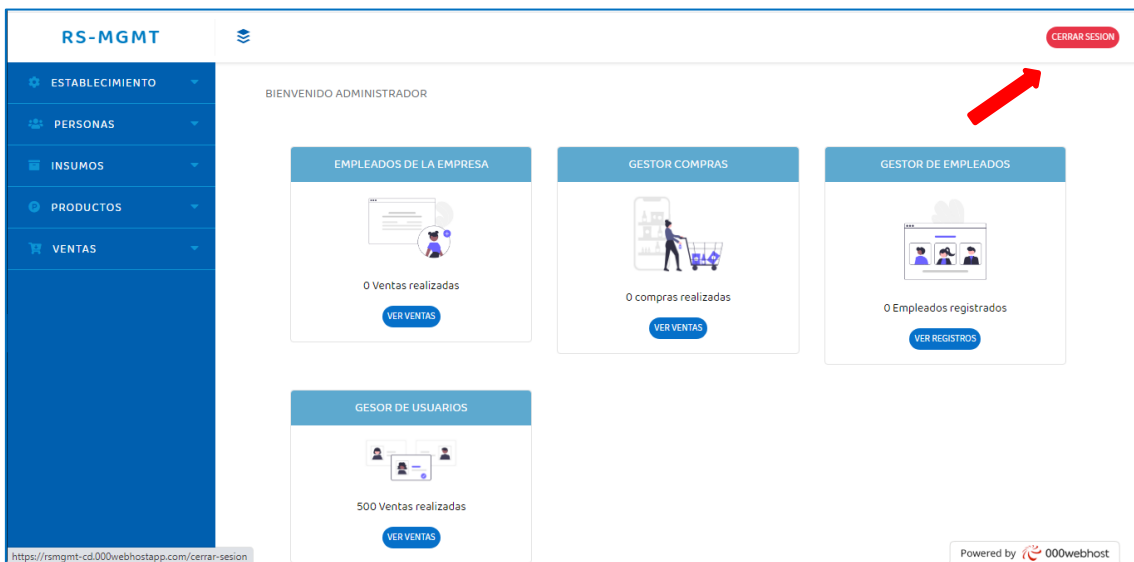 RS-MGMT
CERRAR SESION
ESTABLECIMIENTO
PERSONAS
INSUMOS
PRODUCTOS
VENTAS
BIENVENIDO ADMINISTRADOR
EMPLEADOS DE LA EMPRESA
0 Ventas realizadas
VER VENTAS
GESTOR COMPRAS
0 compras realizadas
VER VENTAS
GESTOR DE EMPLEADOS
0 Empleados registrados
VER REGISTROS
GESOR DE USUARIOS
500 Ventas realizadas
VER VENTAS
https://rsmgmt-cd.000webhostapp.com/cerrar-sesion
Powered by 000webhost